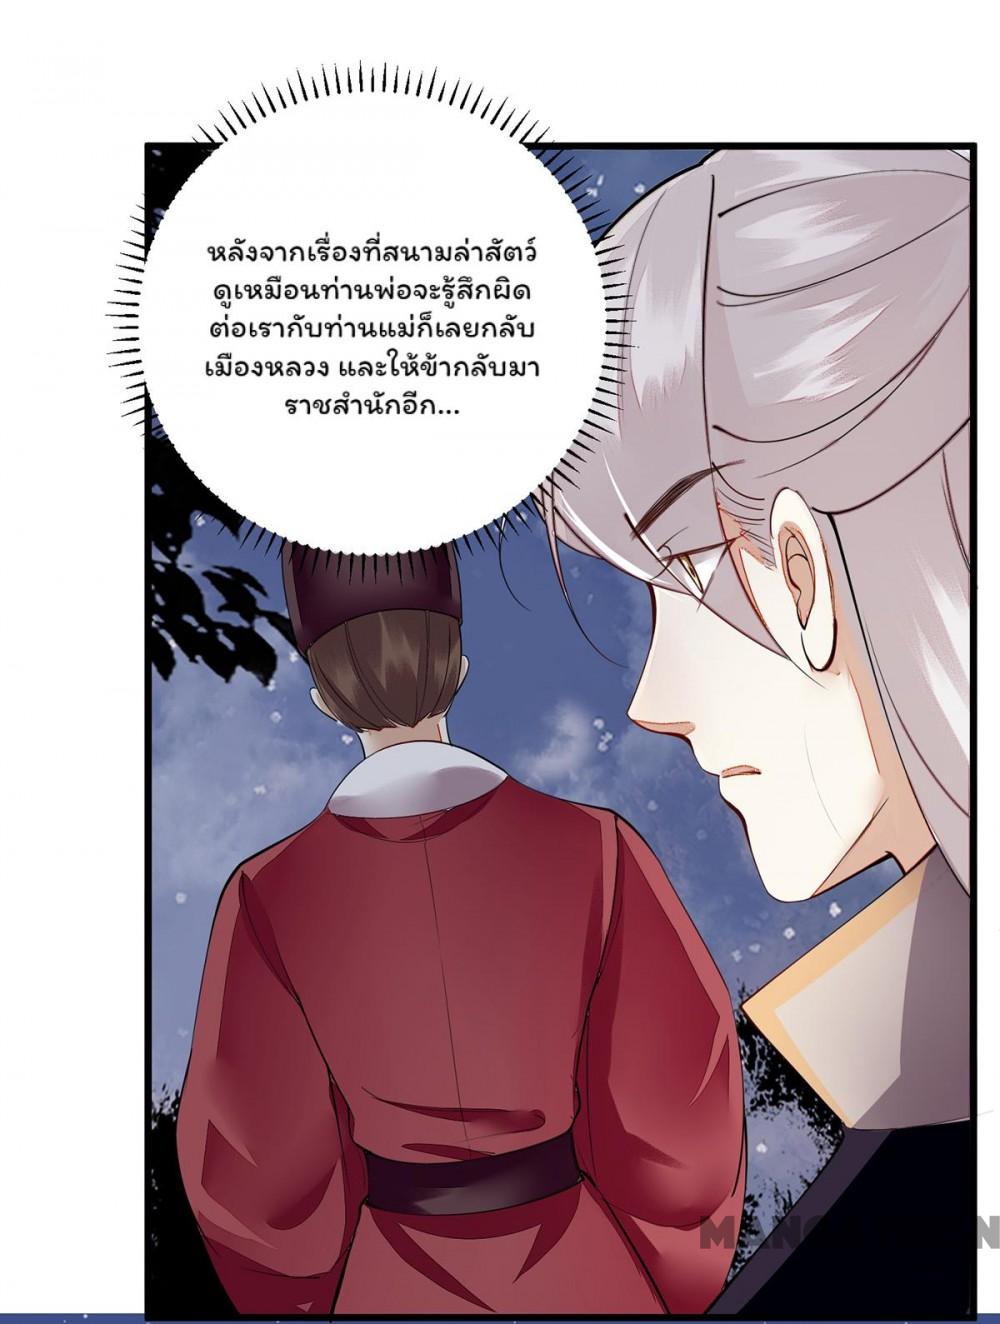 หลังจากเรื่องที่สนามล่าสัตว์
ดูเหมือนท่านพ่อจะรู้สึกผิด
ต่อเรากับท่านแม่ก็เลยกลับ
เมืองหลวง และให้ข้ากลับมา
ราชสำนักอีก...